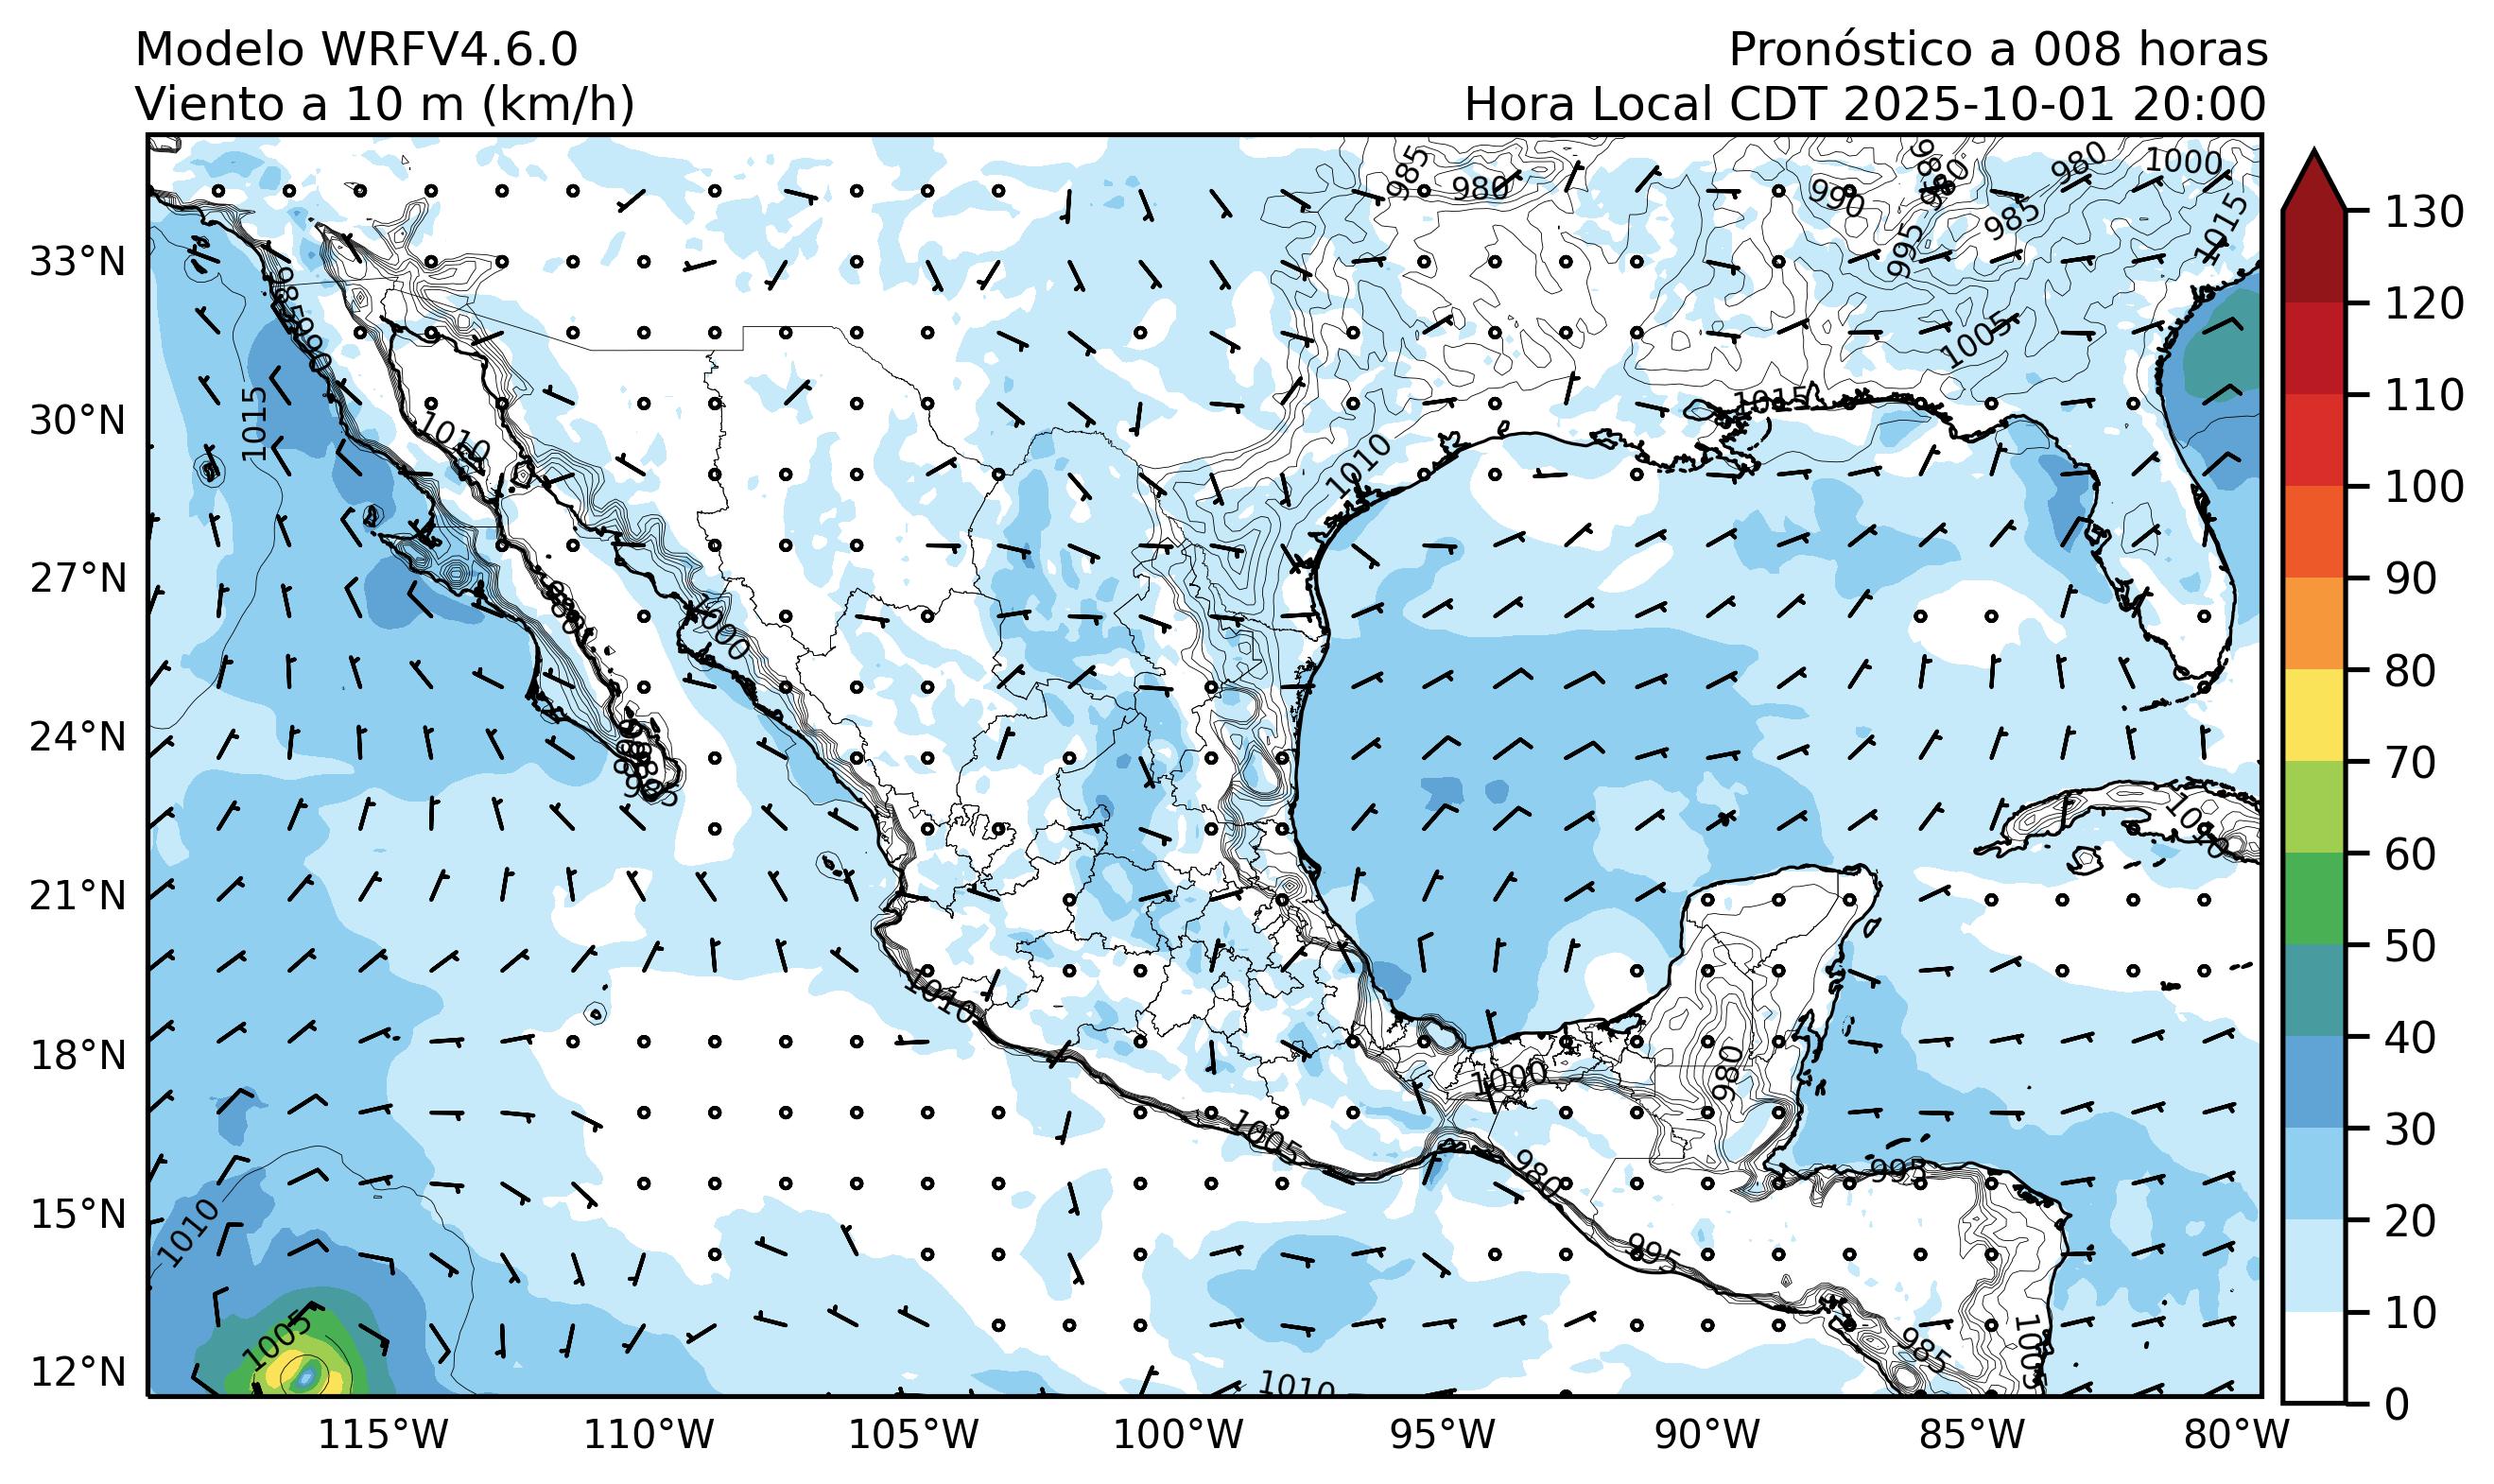 Modelo WRFV4.6.0
Pronóstico a 008 horas
Viento a 10 m (km/h)
Hora Local CDT 2025-10-01 20:00
985
980
990
985
980
980
1000
985
995
1015
1005
1015
1010
1015
1010
985
990
1000
1010
1010
1005
1000
980
980
995
995
1010
1005
1010
985
1005
33°N
30°N
27°N
24°N
21°N
18°N
15°N
12°N
115°W
110°W
105°W
100°W
95°W
90°W
85°W
80°W
130
120
110
100
90
80
70
60
50
40
30
20
10
0